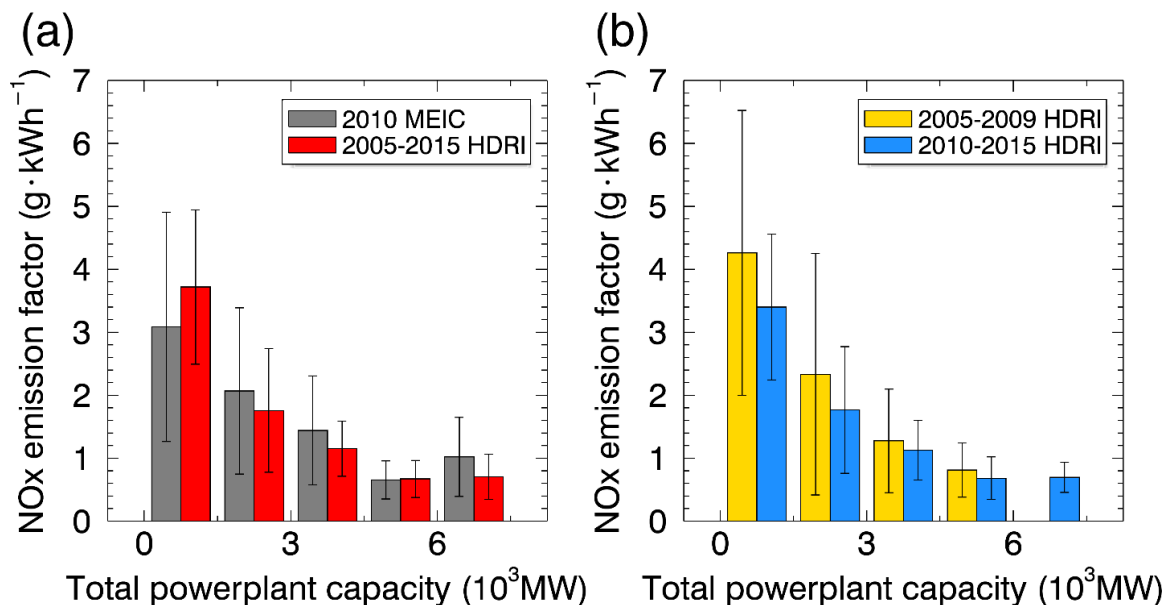 (a)
NOx emission factor (g·kWh⁻¹)
7
6
5
4
3
2
1
0
2010 MEIC
2005-2015 HDRI
0
3
6
Total powerplant capacity (10³MW)
(b)
NOx emission factor (g·kWh⁻¹)
7
6
5
4
3
2
1
0
2005-2009 HDRI
2010-2015 HDRI
0
3
6
Total powerplant capacity (10³MW)